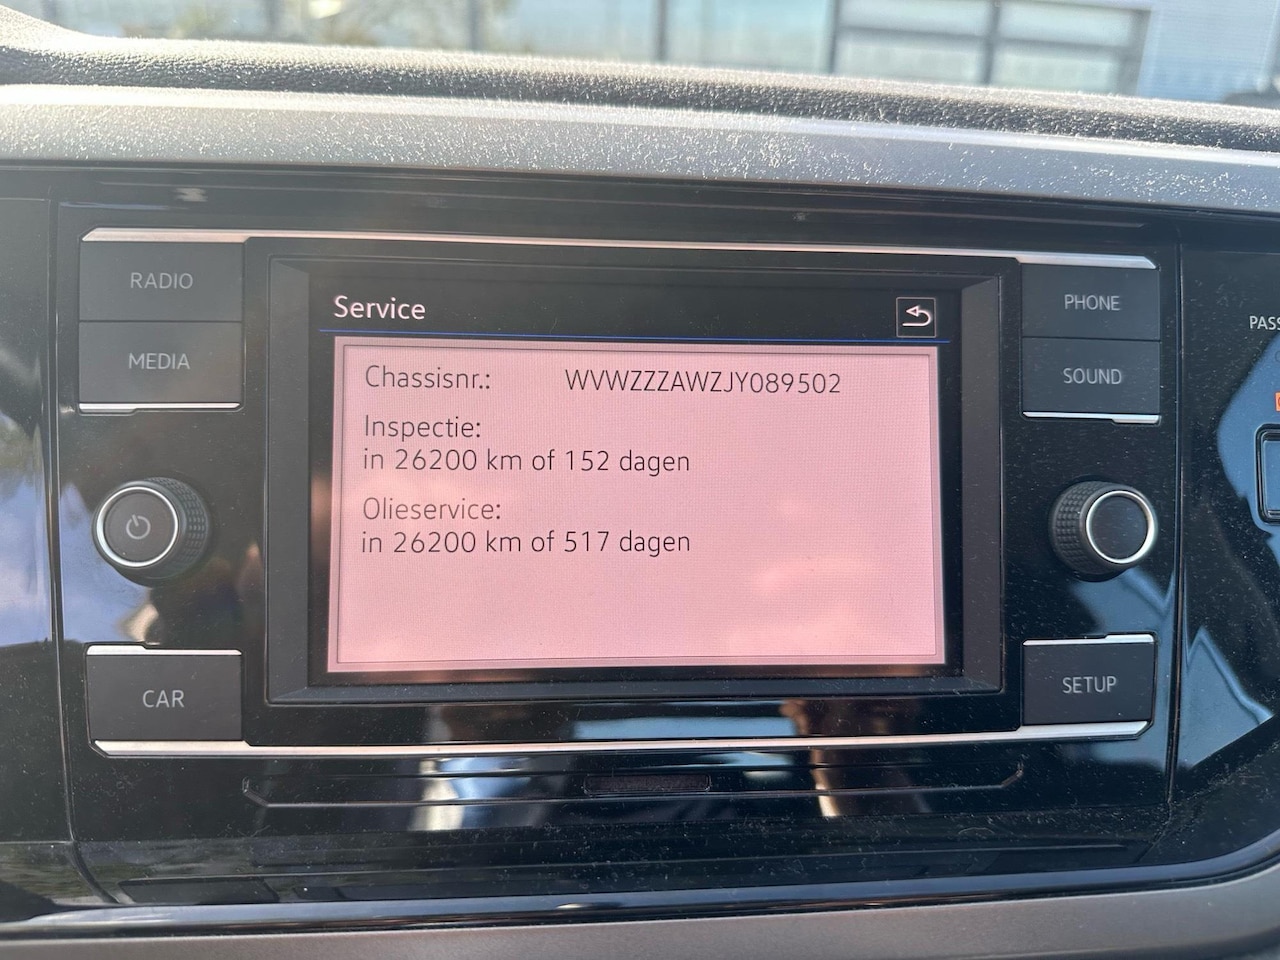 RADIO
MEDIA
CAR
Service
Chassisnr.: WVWZZZAWZJY089502
Inspectie:
in 26200 km of 152 dagen
Olieservice:
in 26200 km of 517 dagen
PHONE
SOUND
SETUP
PASS